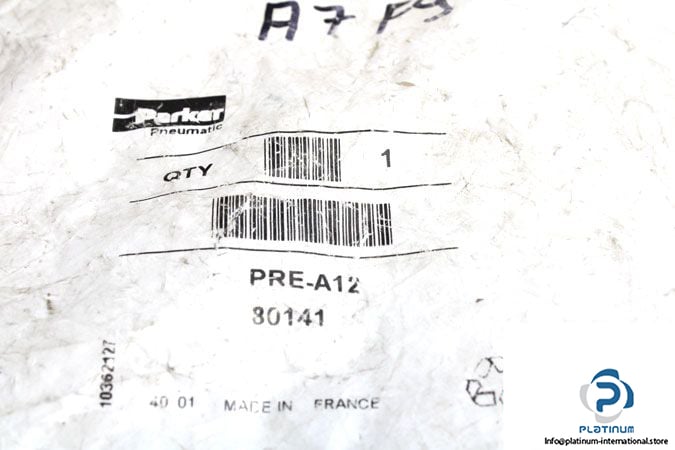 A7 F9
Parker
Pneumatic
QTY 1
PRE-A12
80141
10362127
40 01 MADE IN FRANCE
PLATINUM
Info@platinum-international.store